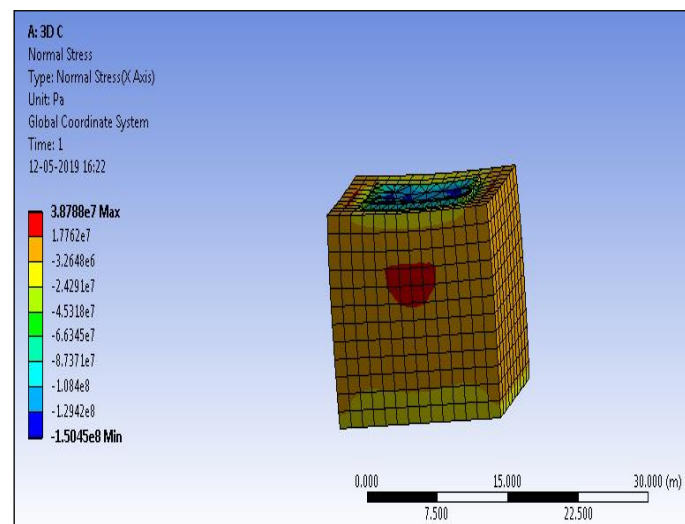 A: 3D C
Normal Stress
Type: Normal Stress(X Axis)
Unit: Pa
Global Coordinate System
Time: 1
12-05-2019 16:22
3.8788e7 Max
1.7762e7
-3.2648e6
-2.4291e7
-4.5318e7
-6.6345e7
-8.7371e7
-1.084e8
-1.2942e8
-1.5045e8 Min
0.000 15.000 30.000 (m)
7.500 22.500